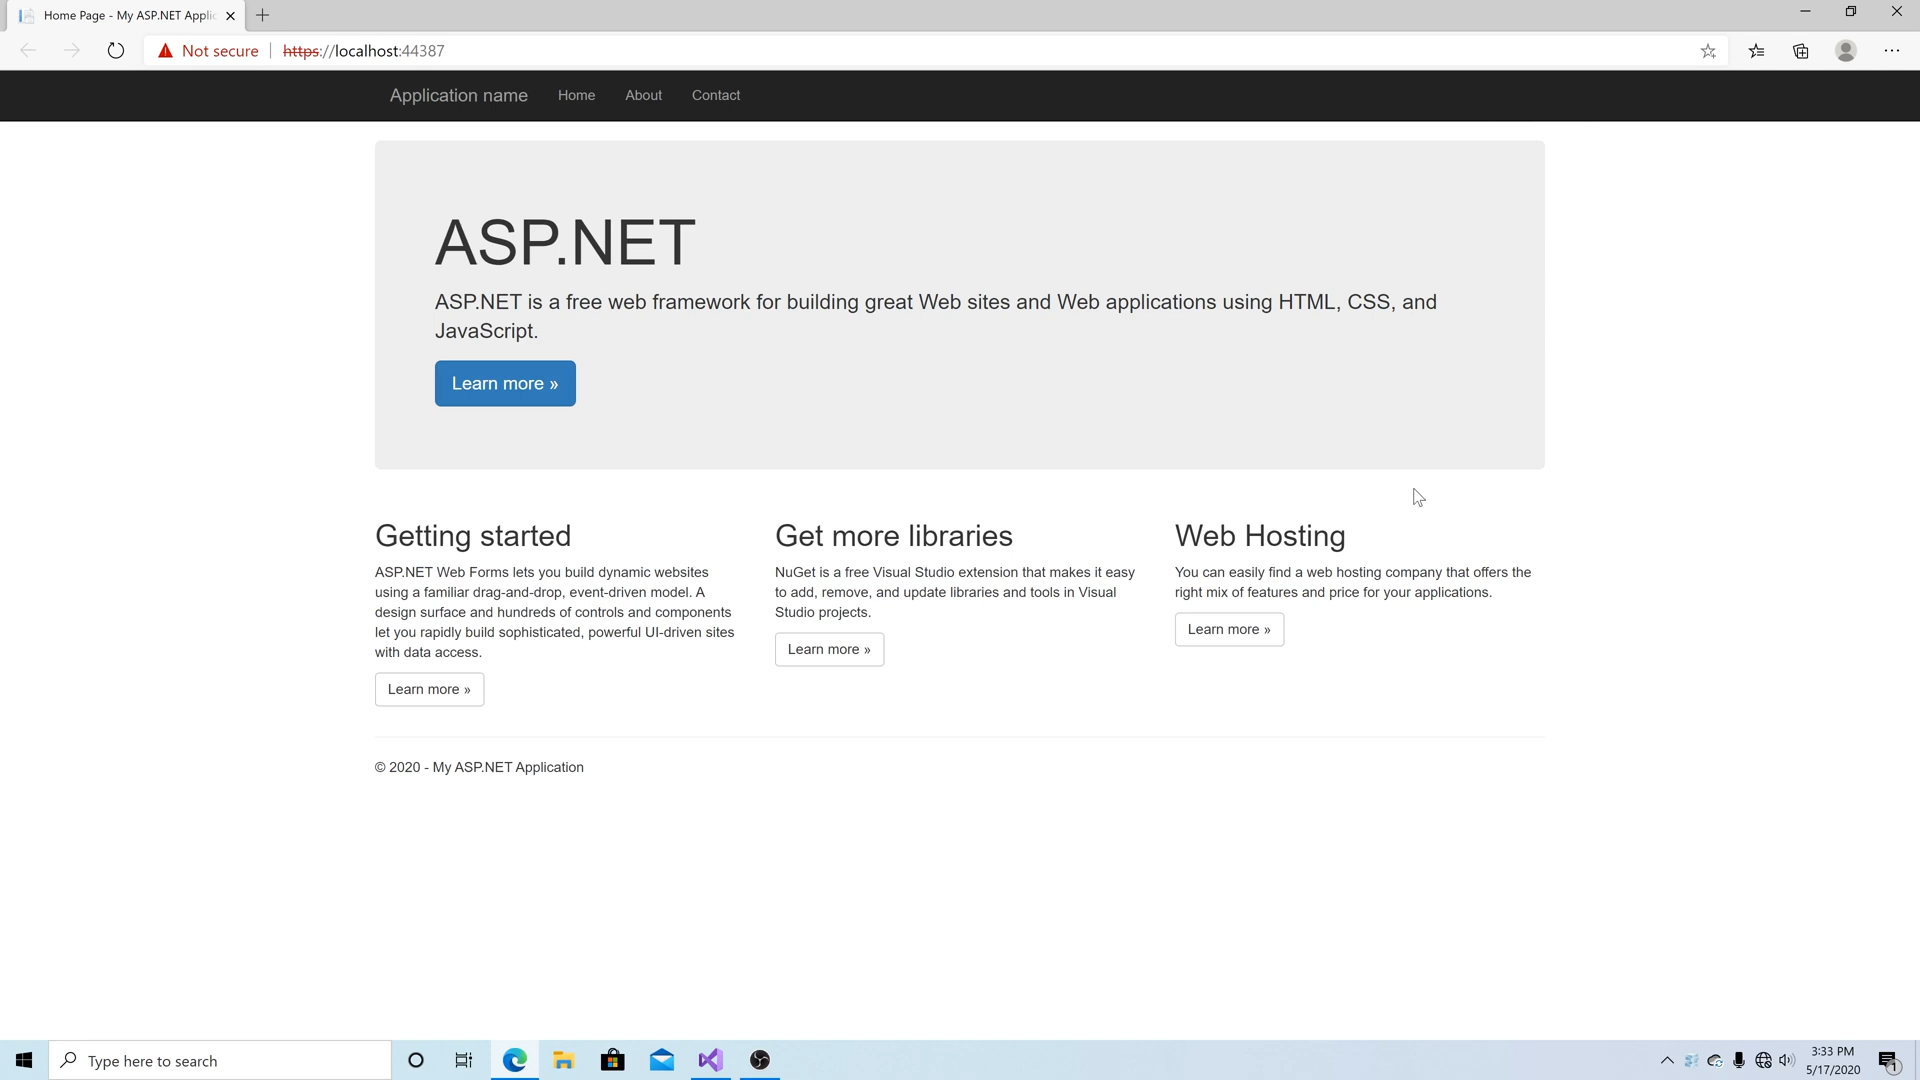 Home Page - My ASP.NET Applic
Not secure
https://localhost:44387
Application name
Home
About
Contact
ASP.NET
ASP.NET is a free web framework for building great Web sites and Web applications using HTML, CSS, and
JavaScript.
Learn more »
Getting started
ASP.NET Web Forms lets you build dynamic websites
using a familiar drag-and-drop, event-driven model. A
design surface and hundreds of controls and components
let you rapidly build sophisticated, powerful UI-driven sites
with data access.
Learn more »
Get more libraries
NuGet is a free Visual Studio extension that makes it easy
to add, remove, and update libraries and tools in Visual
Studio projects.
Learn more »
Web Hosting
You can easily find a web hosting company that offers the
right mix of features and price for your applications.
Learn more »
© 2020 - My ASP.NET Application
Type here to search
3:33 PM
5/17/2020
1